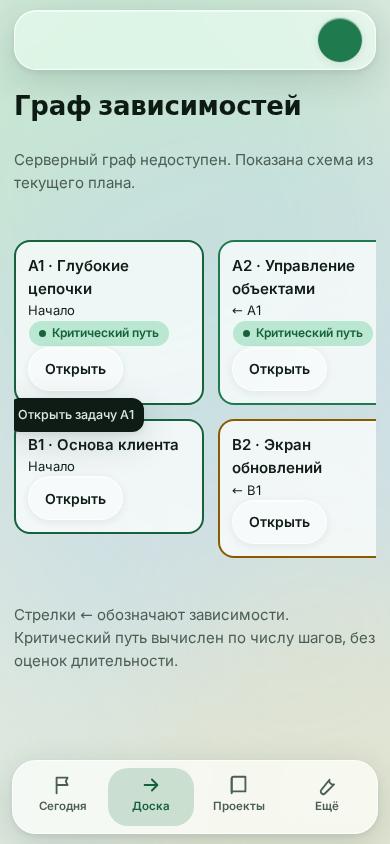 Граф зависимостей
Серверный граф недоступен. Показана схема из
текущего плана.
A1 · Глубокие
цепочки
Начало
Критический путь
Открыть
A2 · Управление
объектами
← A1
Критический путь
Открыть
Открыть задачу A1
B1 · Основа клиента
Начало
Открыть
B2 · Экран
обновлений
← B1
Открыть
Стрелки ← обозначают зависимости.
Критический путь вычислен по числу шагов, без
оценок длительности.
Сегодня
Доска
Проекты
Ещё